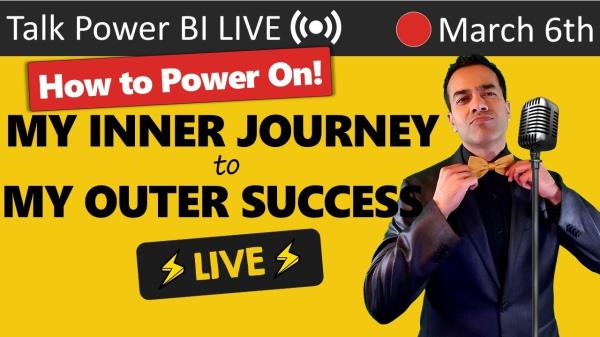 Talk Power BI LIVE March 6th
How to Power On!
MY INNER JOURNEY
to
MY OUTER SUCCESS
LIVE